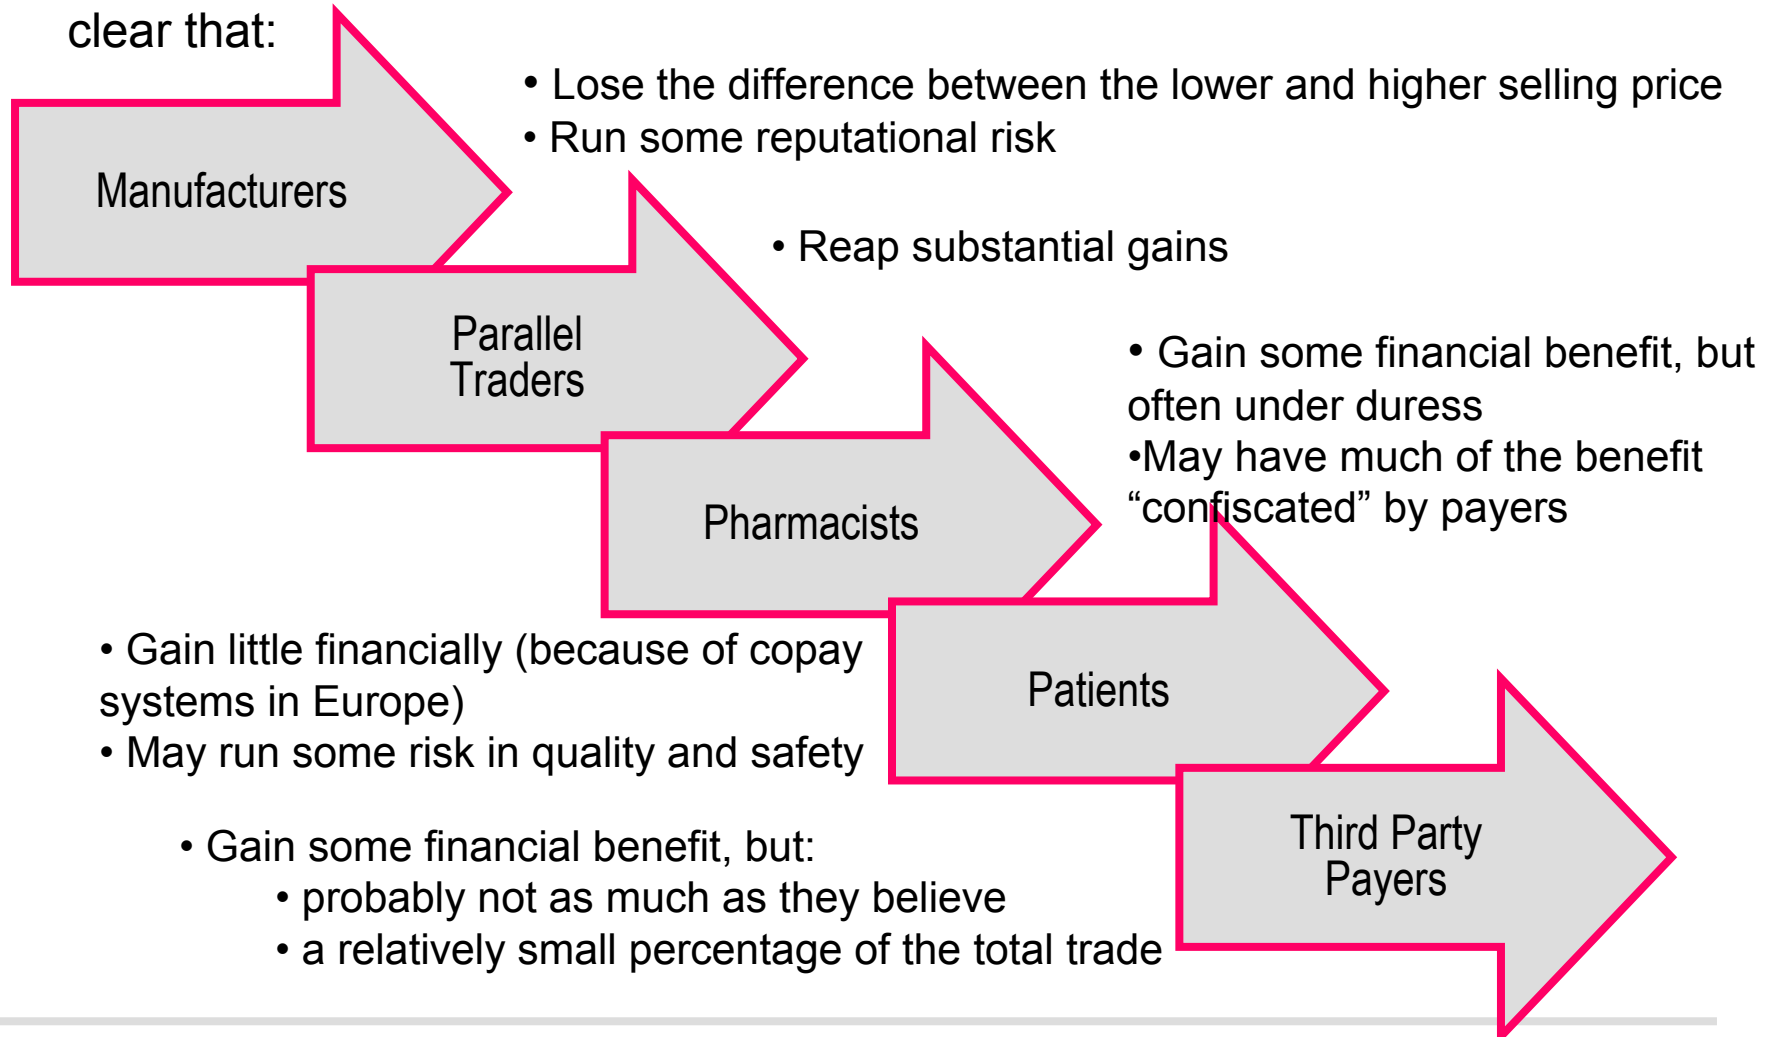 clear that:
• Lose the difference between the lower and higher selling price
• Run some reputational risk
Manufacturers
• Reap substantial gains
Parallel
Traders
• Gain some financial benefit, but
often under duress
•May have much of the benefit
“confiscated” by payers
Pharmacists
• Gain little financially (because of copay
systems in Europe)
• May run some risk in quality and safety
Patients
• Gain some financial benefit, but:
• probably not as much as they believe
• a relatively small percentage of the total trade
Third Party
Payers